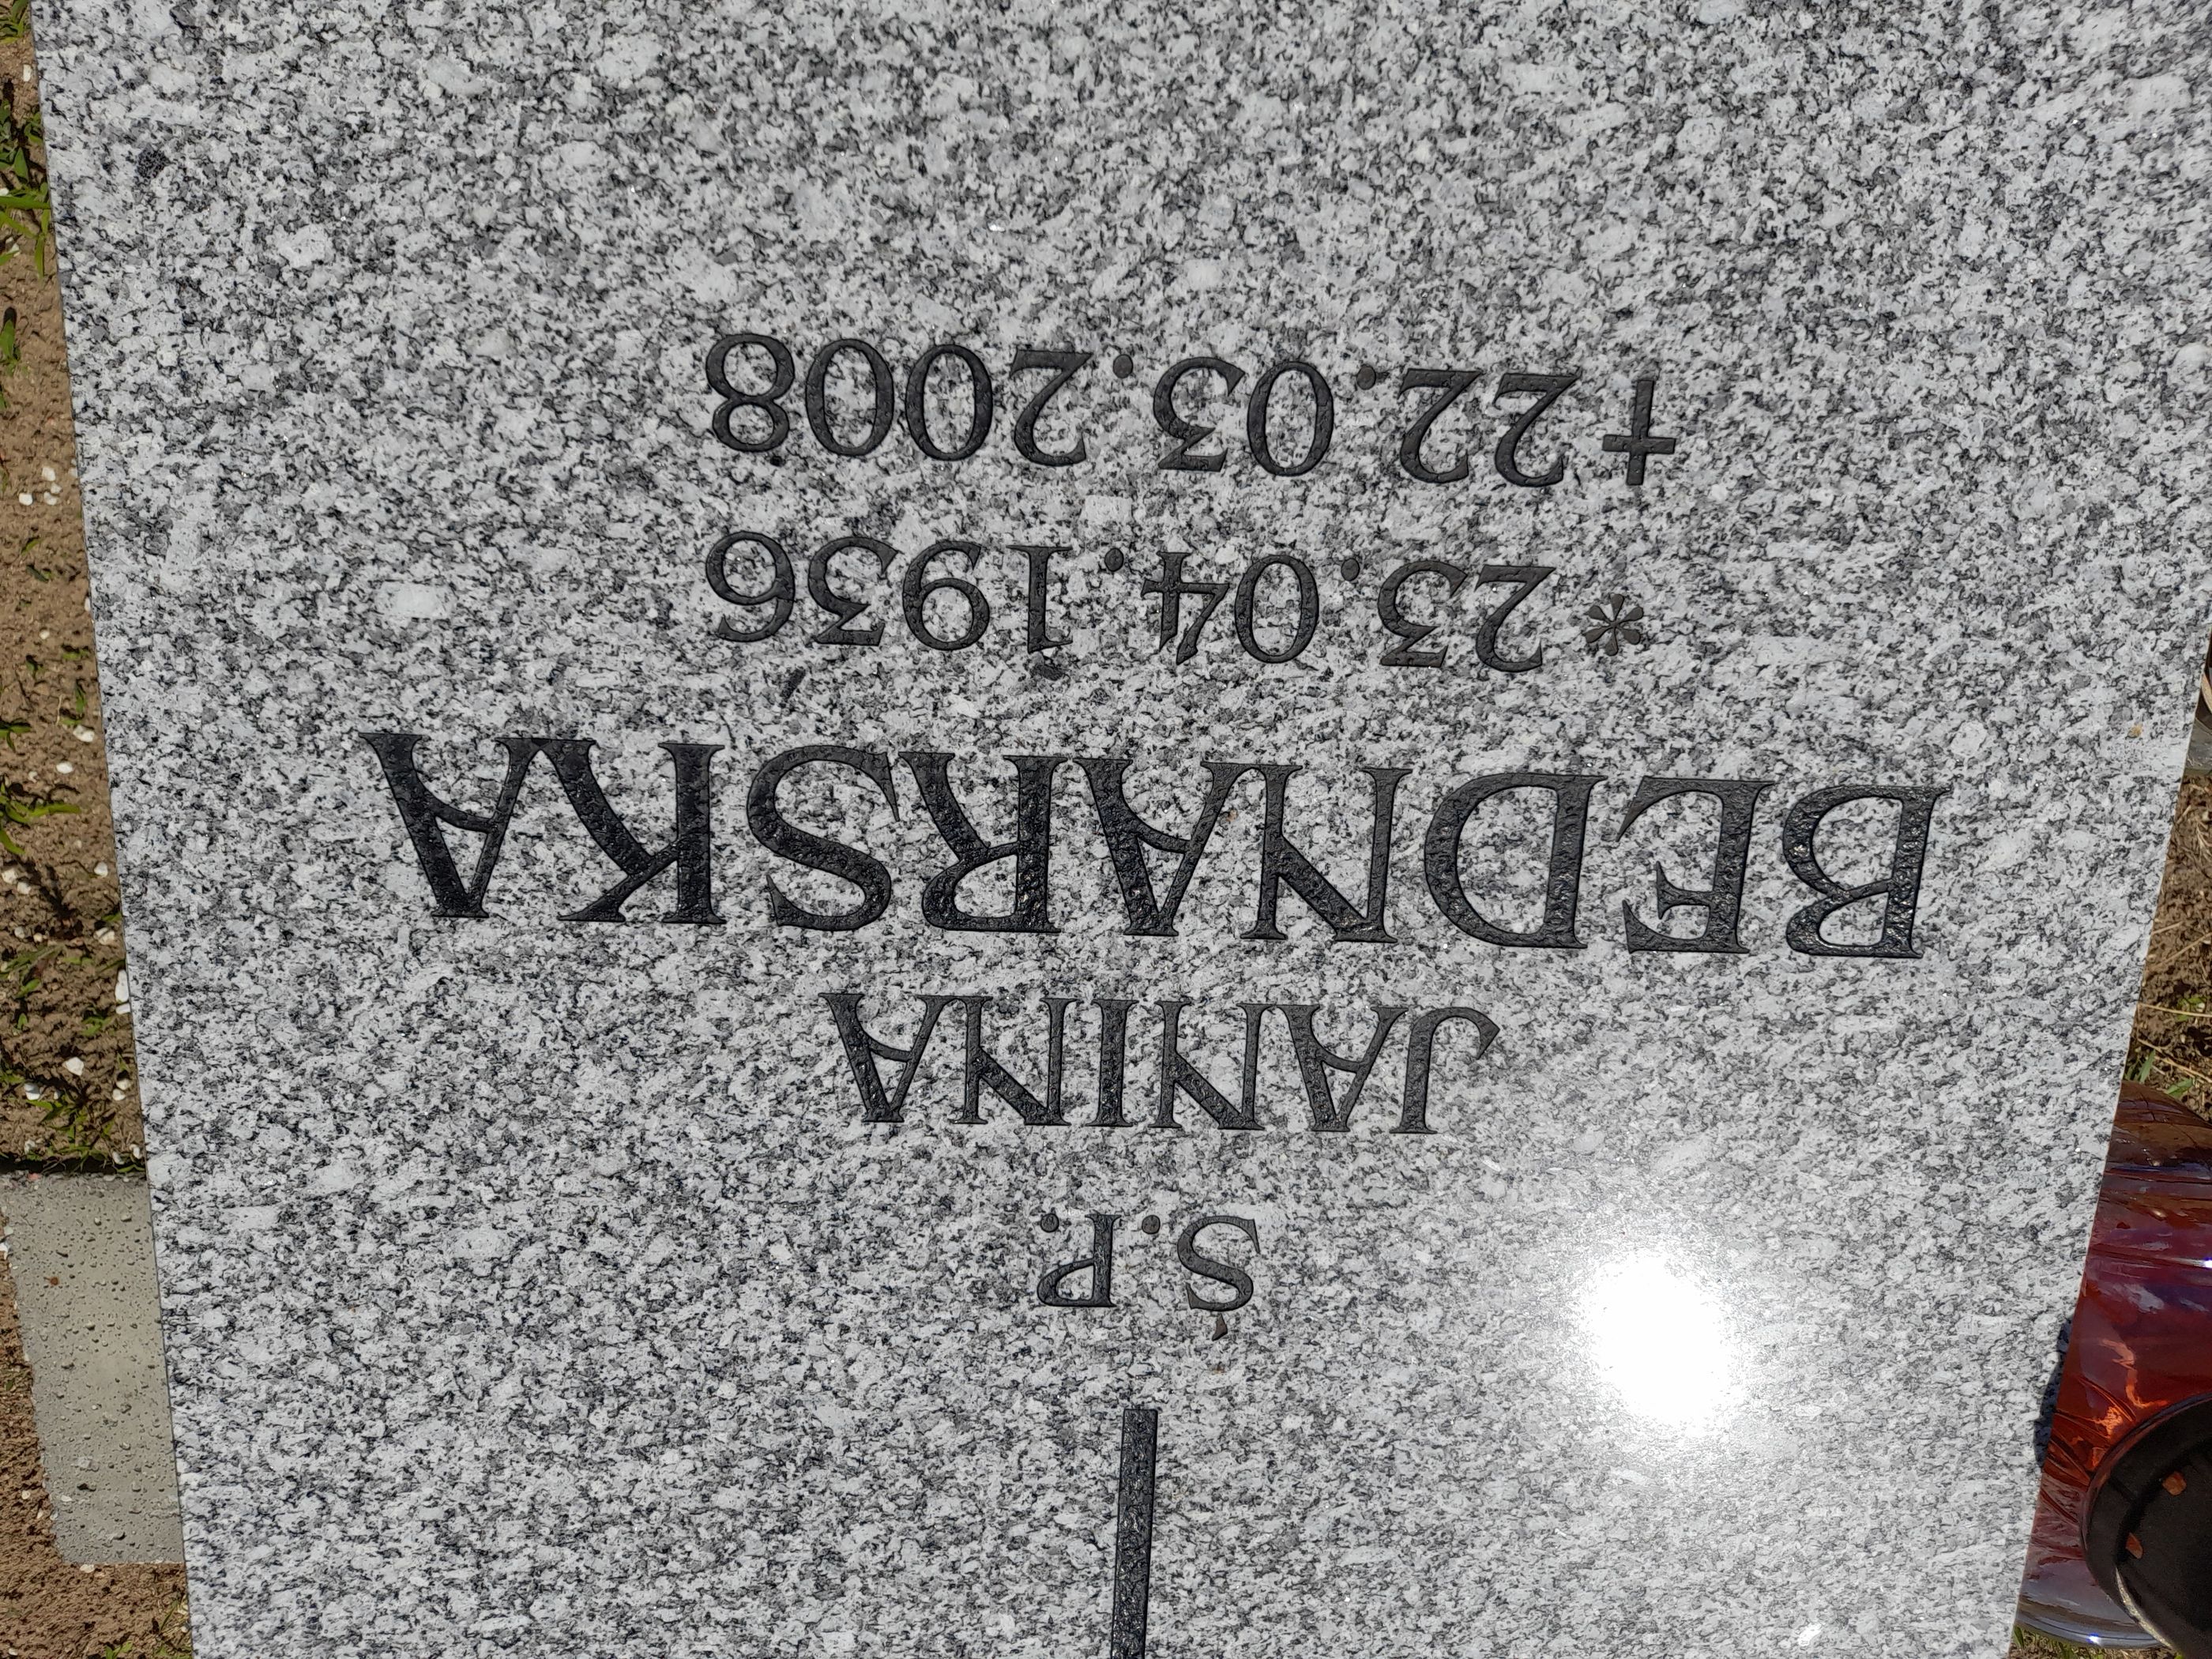 Ś.P.
JANINA
BEDNARSKA
* 23.04.1936
+ 22.03.2008